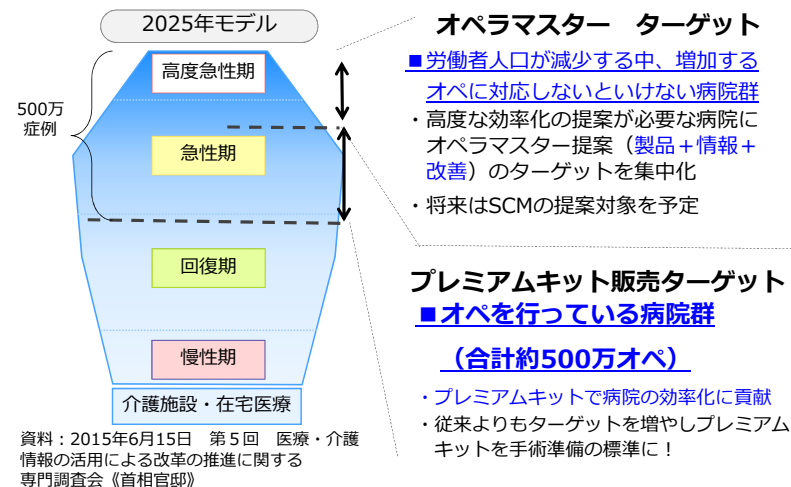 2025年モデル
高度急性期
500万
症例
急性期
回復期
慢性期
介護施設・在宅医療
資料：2015年6月15日　第５回　医療・介護
情報の活用による改革の推進に関する
専門調査会《首相官邸》
オペラマスター　ターゲット
■労働者人口が減少する中、増加する
オペに対応しないといけない病院群
・高度な効率化の提案が必要な病院に
オペラマスター提案（製品＋情報＋
改善）のターゲットを集中化
・将来はSCMの提案対象を予定
プレミアムキット販売ターゲット
■オペを行っている病院群
（合計約500万オペ）
・プレミアムキットで病院の効率化に貢献
・従来よりもターゲットを増やしプレミアム
キットを手術準備の標準に！